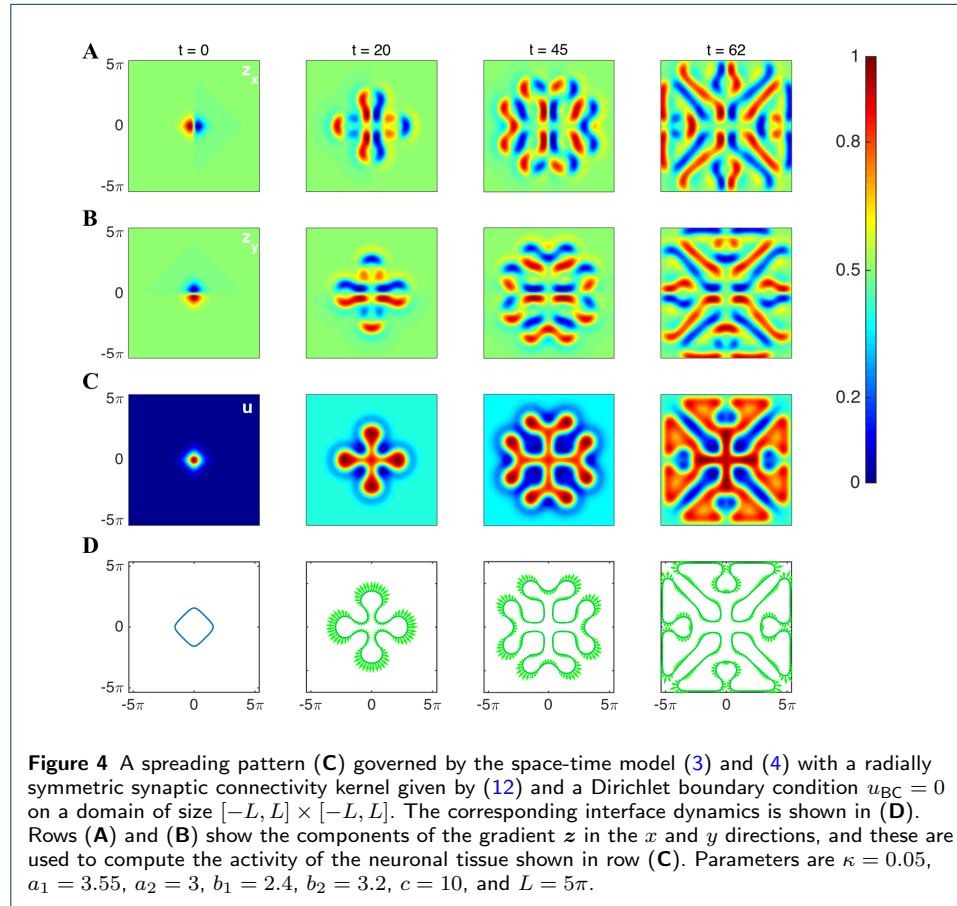 A t = 0 t = 20 t = 45 t = 62
5π 0 -5π z_x
1 0.8 0.5 0.2 0
B
5π 0 -5π z_y
C
5π 0 -5π u
D
5π 0 -5π
-5π 0 5π -5π 0 5π -5π 0 5π -5π 0 5π
Figure 4 A spreading pattern (C) governed by the space-time model (3) and (4) with a radially
symmetric synaptic connectivity kernel given by (12) and a Dirichlet boundary condition u_BC = 0
on a domain of size [−L, L] × [−L, L]. The corresponding interface dynamics is shown in (D).
Rows (A) and (B) show the components of the gradient z in the x and y directions, and these are
used to compute the activity of the neuronal tissue shown in row (C). Parameters are κ = 0.05,
a₁ = 3.55, a₂ = 3, b₁ = 2.4, b₂ = 3.2, c = 10, and L = 5π.